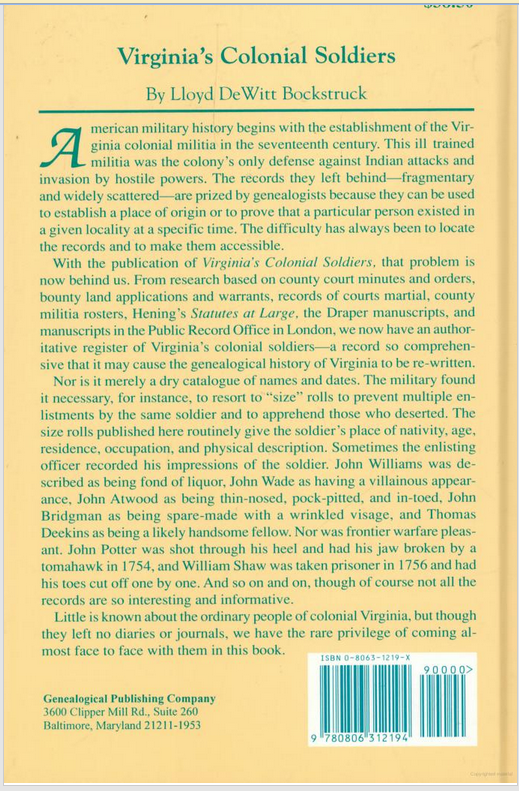 Virginia's Colonial Soldiers
By Lloyd DeWitt Bockstruck
American military history begins with the establishment of the Vir-
ginia colonial militia in the seventeenth century. This ill trained
militia was the colony's only defense against Indian attacks and
invasion by hostile powers. The records they left behind—fragmentary
and widely scattered—are prized by genealogists because they can be used
to establish a place of origin or to prove that a particular person existed in
a given locality at a specific time. The difficulty has always been to locate
the records and to make them accessible.
With the publication of Virginia's Colonial Soldiers, that problem is
now behind us. From research based on county court minutes and orders,
bounty land applications and warrants, records of courts martial, county
militia rosters, Hening's Statutes at Large, the Draper manuscripts, and
manuscripts in the Public Record Office in London, we now have an author-
itative register of Virginia's colonial soldiers—a record so comprehen-
sive that it may cause the genealogical history of Virginia to be re-written.
Nor is it merely a dry catalogue of names and dates. The military found
it necessary, for instance, to resort to "size" rolls to prevent multiple en-
listments by the same soldier and to apprehend those who deserted. The
size rolls published here routinely give the soldier's place of nativity, age,
residence, occupation, and physical description. Sometimes the enlisting
officer recorded his impressions of the soldier. John Williams was de-
scribed as being fond of liquor, John Wade as having a villainous appear-
ance, John Atwood as being thin-nosed, pock-pitted, and in-toed, John
Bridgman as being spare-made with a wrinkled visage, and Thomas
Deekins as being a likely handsome fellow. Nor was frontier warfare pleas-
ant. John Potter was shot through his heel and had his jaw broken by a
tomahawk in 1754, and William Shaw was taken prisoner in 1756 and had
his toes cut off one by one. And so on and on, though of course not all the
records are so interesting and informative.
Little is known about the ordinary people of colonial Virginia, but though
they left no diaries or journals, we have the rare privilege of coming al-
most face to face with them in this book.
ISBN 0-8063-1219-X
90000>
9 780806 312194
Genealogical Publishing Company
3600 Clipper Mill Rd., Suite 260
Baltimore, Maryland 21211-1953